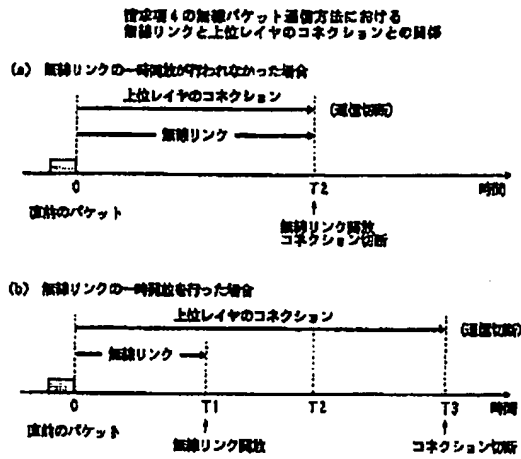 請求項4の無線パケット通信方法における
無線リンクと上位レイヤのコネクションとの関係
(a) 無線リンクの一時開放が行われなかった場合
上位レイヤのコネクション
(通信切断)
無線リンク
0
T2
時間
直前のパケット
無線リンク開放
コネクション切断
(b) 無線リンクの一時開放を行った場合
上位レイヤのコネクション
(通信切断)
無線リンク
0
T1
T2
T3
時間
直前のパケット
無線リンク開放
コネクション切断